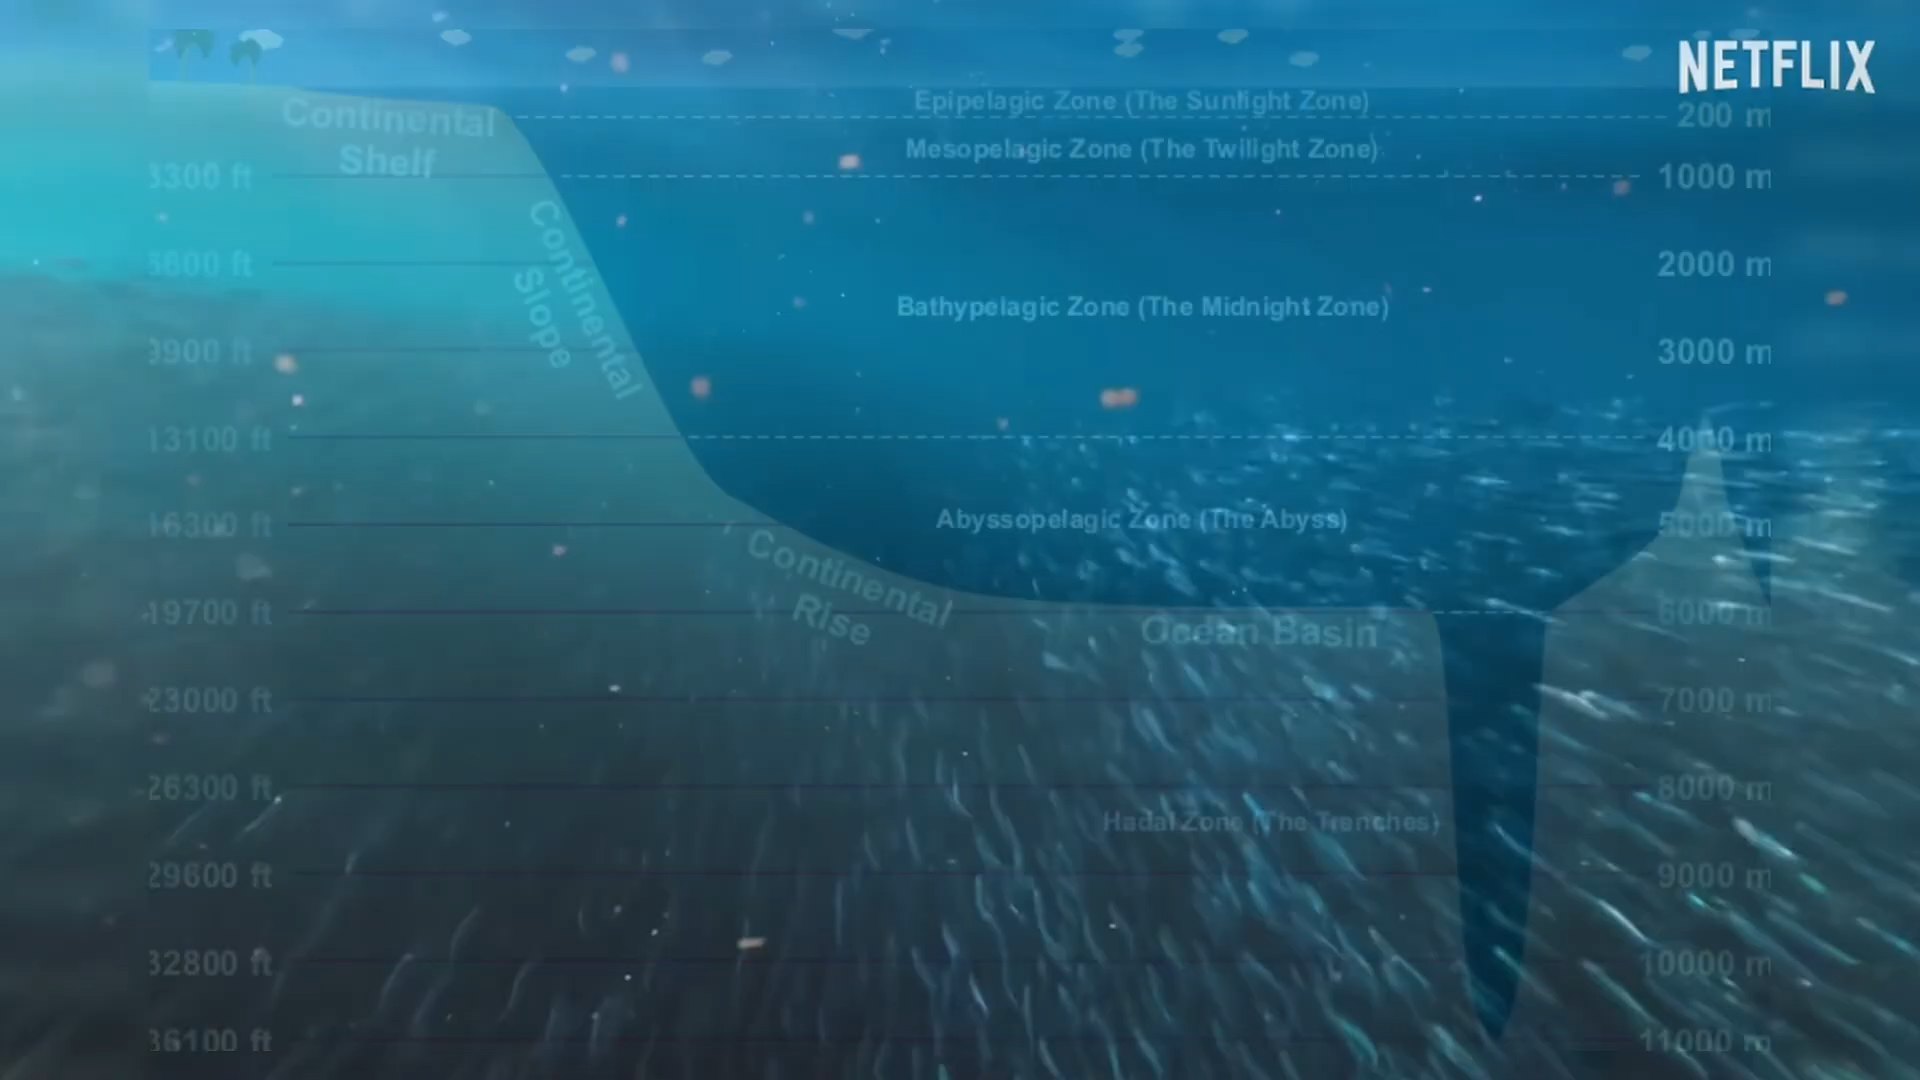 NETFLIX
Epipelagic Zone (The Sunlight Zone)
200 m
Continental
Shelf
Mesopelagic Zone (The Twilight Zone)
3300 ft
1000 m
Continental
Slope
2000 m
Bathypelagic Zone (The Midnight Zone)
3000 m
13100 ft
4000 m
Abyssopelagic Zone (The Abyss)
16300 ft
5000 m
Continental
Rise
19700 ft
Ocean Basin
6000 m
23000 ft
7000 m
26300 ft
8000 m
Hadal Zone (The Trenches)
29600 ft
9000 m
32800 ft
10000 m
36100 ft
11000 m